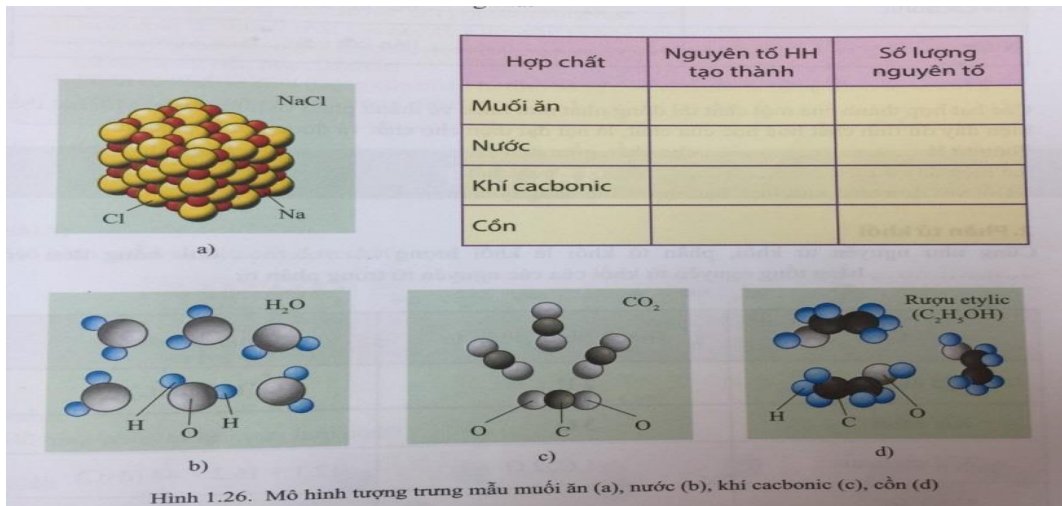 Hợp chất
Nguyên tố HH
tạo thành
Số lượng
nguyên tố
Muối ăn
Nước
Khí cacbonic
Cồn
NaCl
Cl
Na
a)
H₂O
H
O
H
b)
CO₂
O
C
O
c)
Rượu etylic
(C₂H₅OH)
H
C
O
d)
Hình 1.26. Mô hình tượng trưng mẫu muối ăn (a), nước (b), khí cacbonic (c), cồn (d)